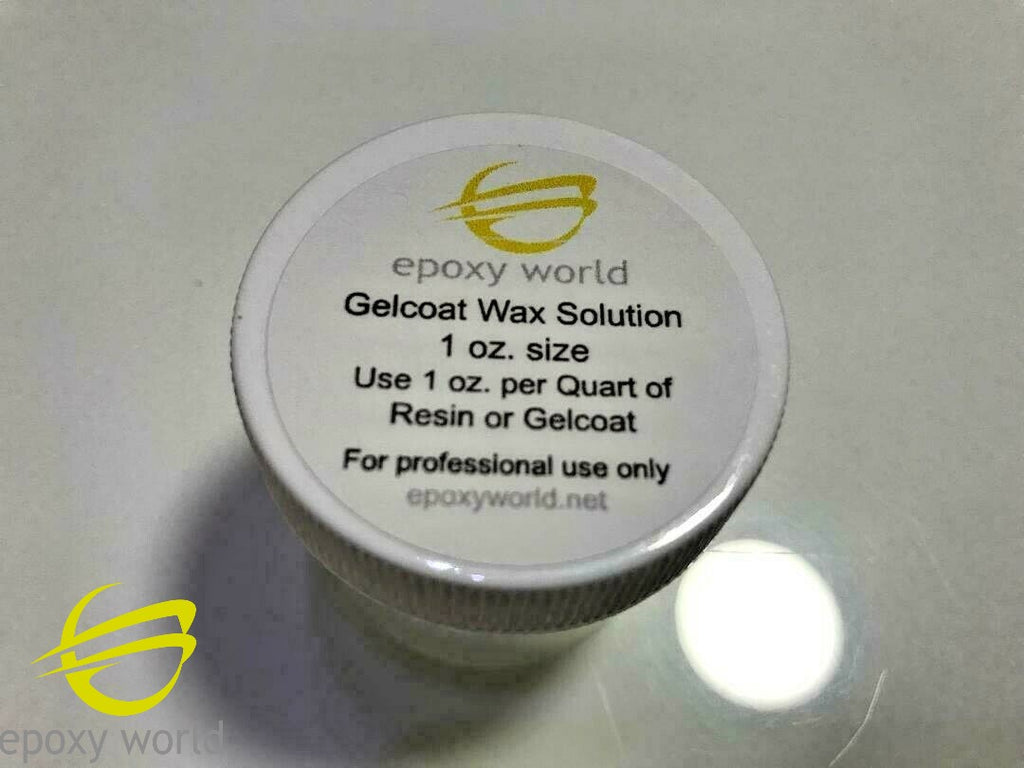 epoxy world
Gelcoat Wax Solution
1 oz. size
Use 1 oz. per Quart of
Resin or Gelcoat
For professional use only
epoxyworld.net
epoxy world